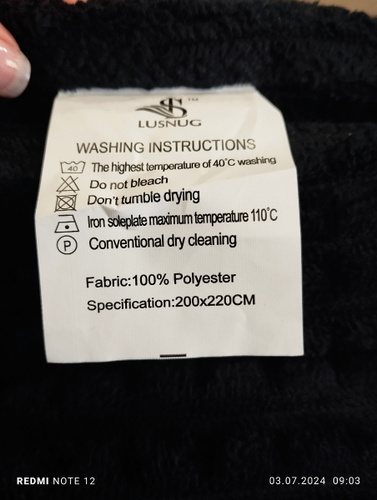 TM
LUSNUG
WASHING INSTRUCTIONS
40 The highest temperature of 40°C washing
Do not bleach
Don't tumble drying
Iron soleplate maximum temperature 110°C
P Conventional dry cleaning
Fabric:100% Polyester
Specification:200x220CM
REDMI NOTE 12 03.07.2024 09:03